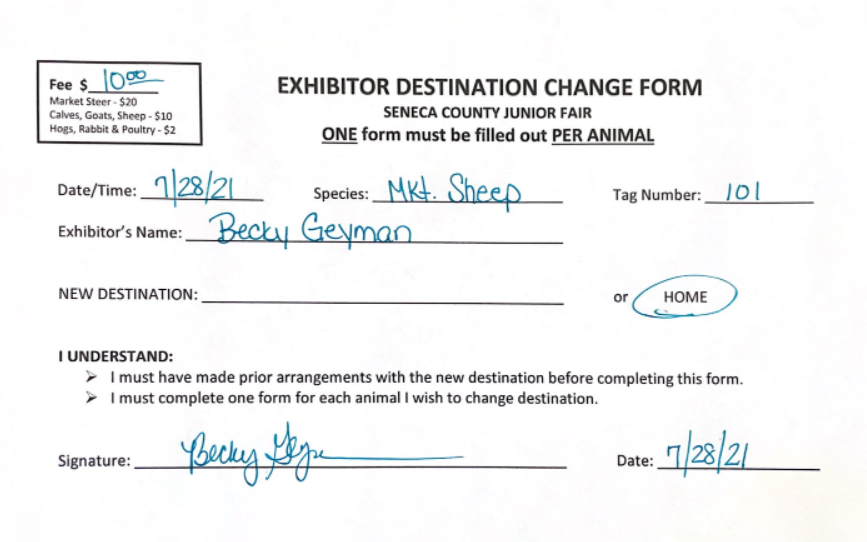 Fee $ 10 00
Market Steer - $20
Calves, Goats, Sheep - $10
Hogs, Rabbit & Poultry - $2
EXHIBITOR DESTINATION CHANGE FORM
SENECA COUNTY JUNIOR FAIR
ONE form must be filled out PER ANIMAL
Date/Time: 7/28/21 Species: Mkt. Sheep Tag Number: 101
Exhibitor's Name: Becky Geyman
NEW DESTINATION: or HOME
I UNDERSTAND:
➢ I must have made prior arrangements with the new destination before completing this form.
➢ I must complete one form for each animal I wish to change destination.
Signature: Becky Date: 7/28/21